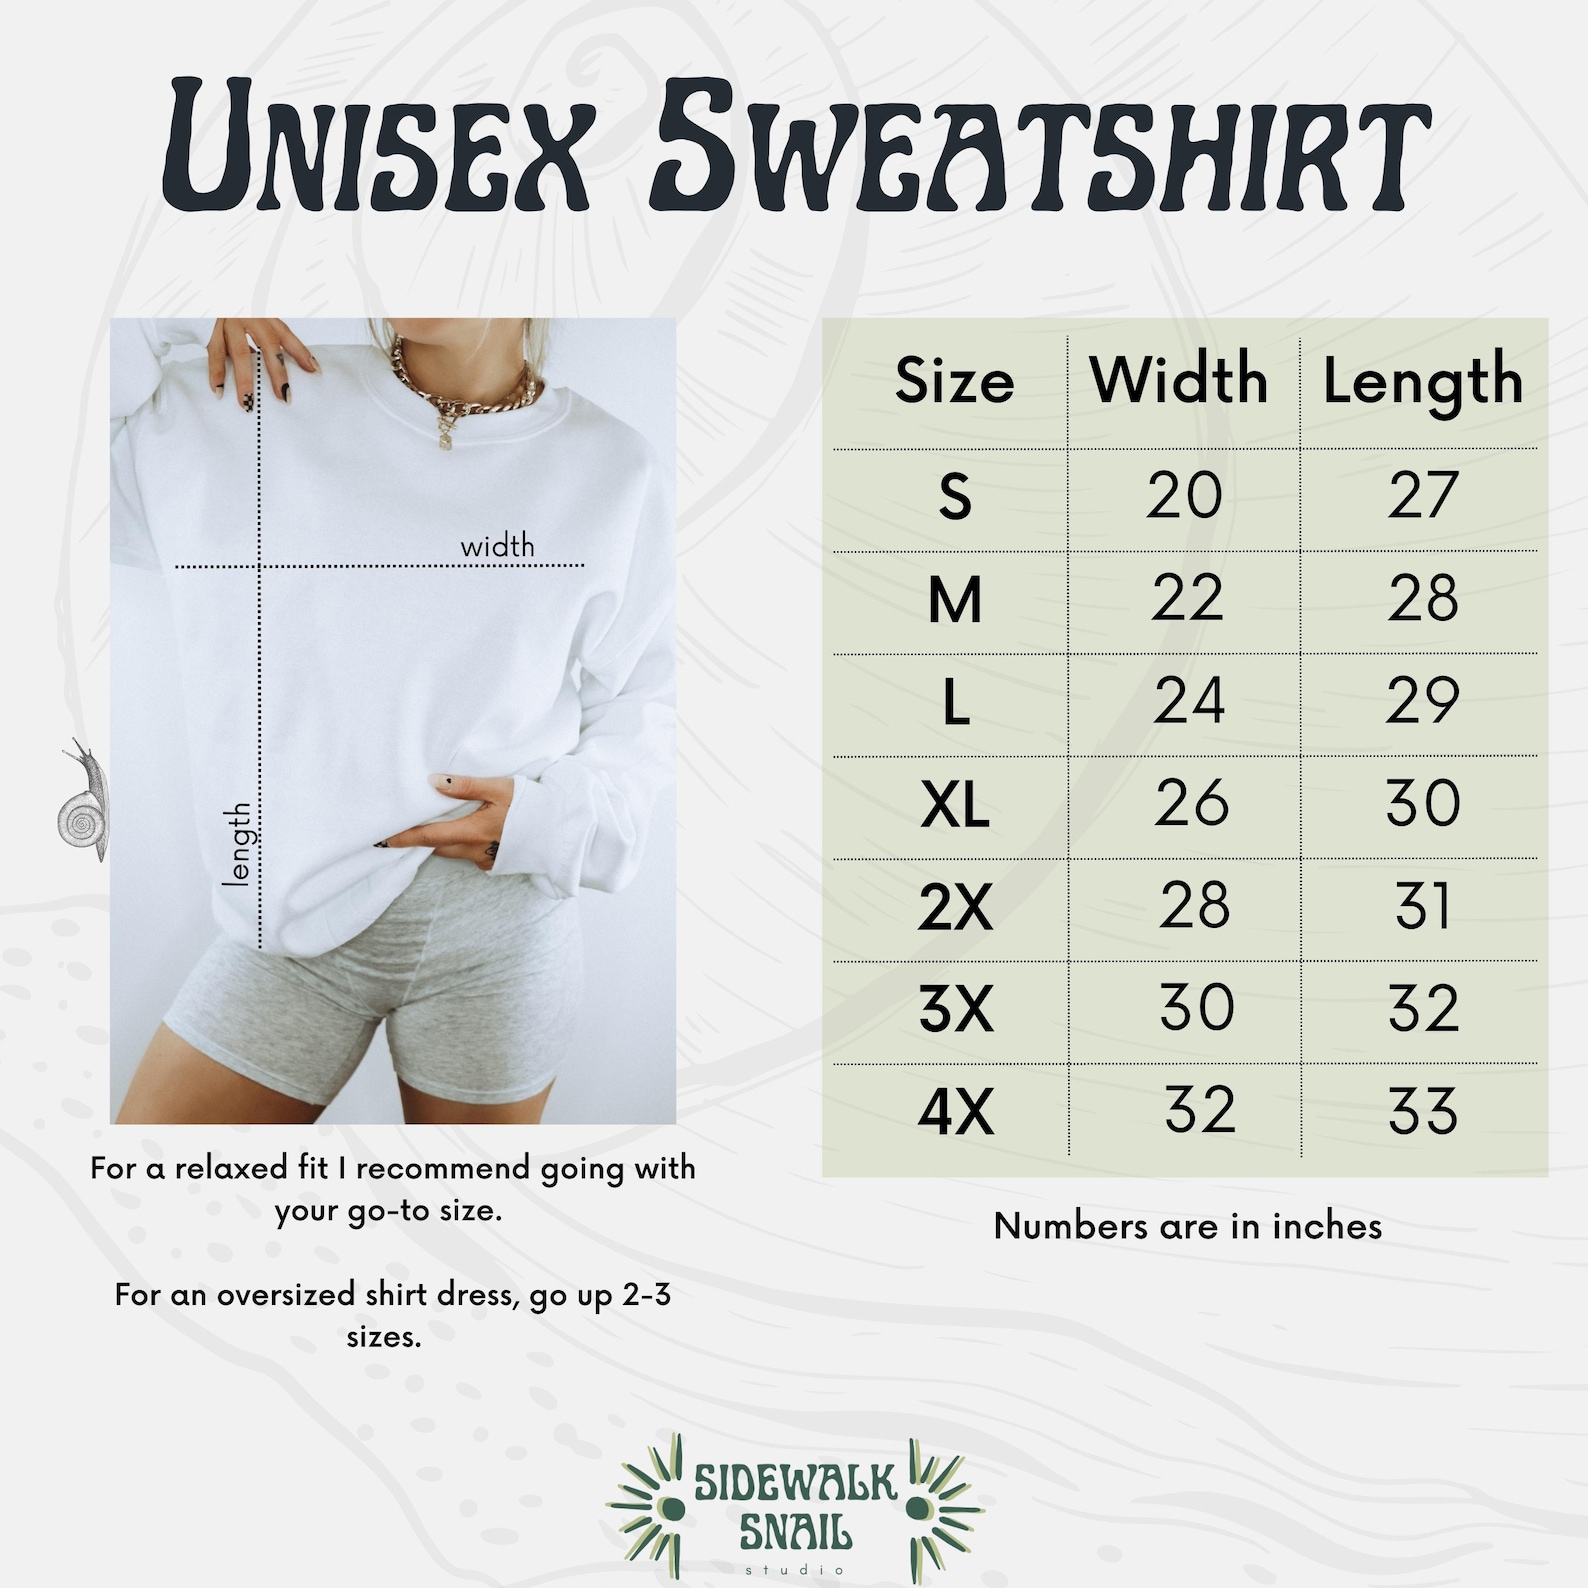 UNISEX SWEATSHIRT
width
length
Size Width Length
S 20 27
M 22 28
L 24 29
XL 26 30
2X 28 31
3X 30 32
4X 32 33
Numbers are in inches
For a relaxed fit I recommend going with
your go-to size.
For an oversized shirt dress, go up 2-3
sizes.
SIDEWALK
SNAIL
studio